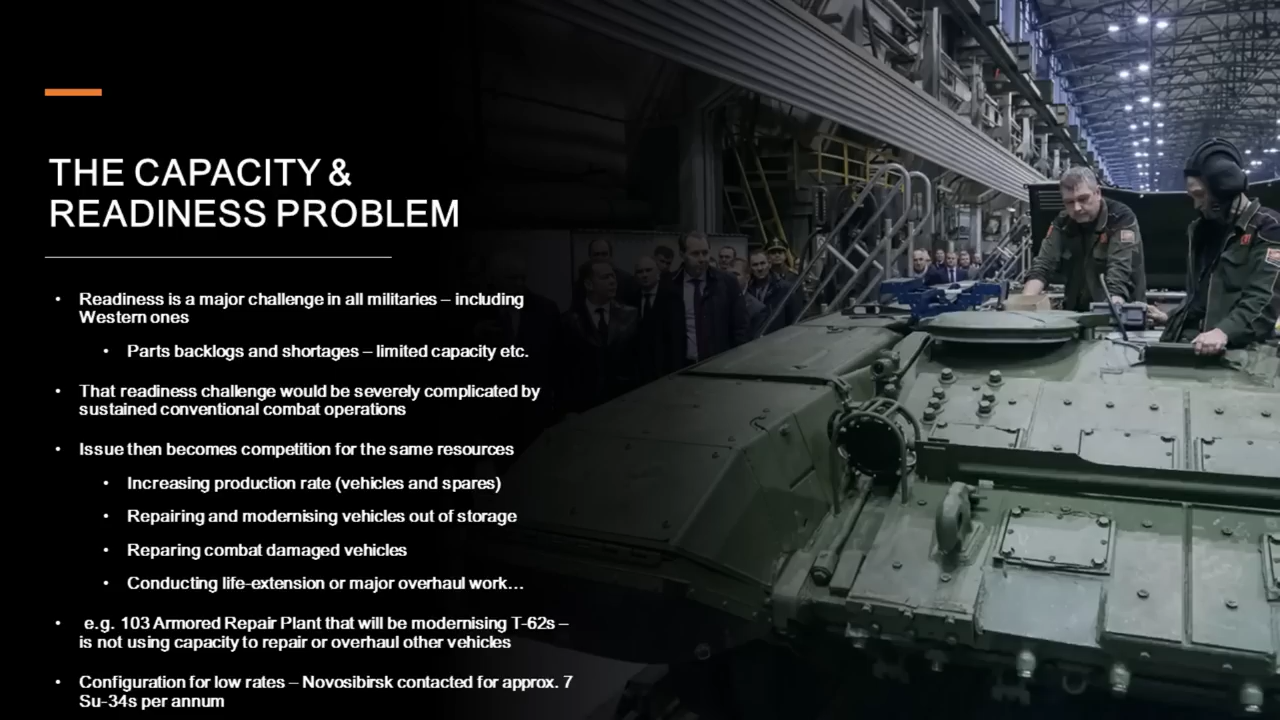 THE CAPACITY &
READINESS PROBLEM
• Readiness is a major challenge in all militaries – including
Western ones
• Parts backlogs and shortages – limited capacity etc.
• That readiness challenge would be severely complicated by
sustained conventional combat operations
• Issue then becomes competition for the same resources
• Increasing production rate (vehicles and spares)
• Repairing and modernising vehicles out of storage
• Reparing combat damaged vehicles
• Conducting life-extension or major overhaul work…
• e.g. 103 Armored Repair Plant that will be modernising T-62s –
is not using capacity to repair or overhaul other vehicles
• Configuration for low rates – Novosibirsk contacted for approx. 7
Su-34s per annum